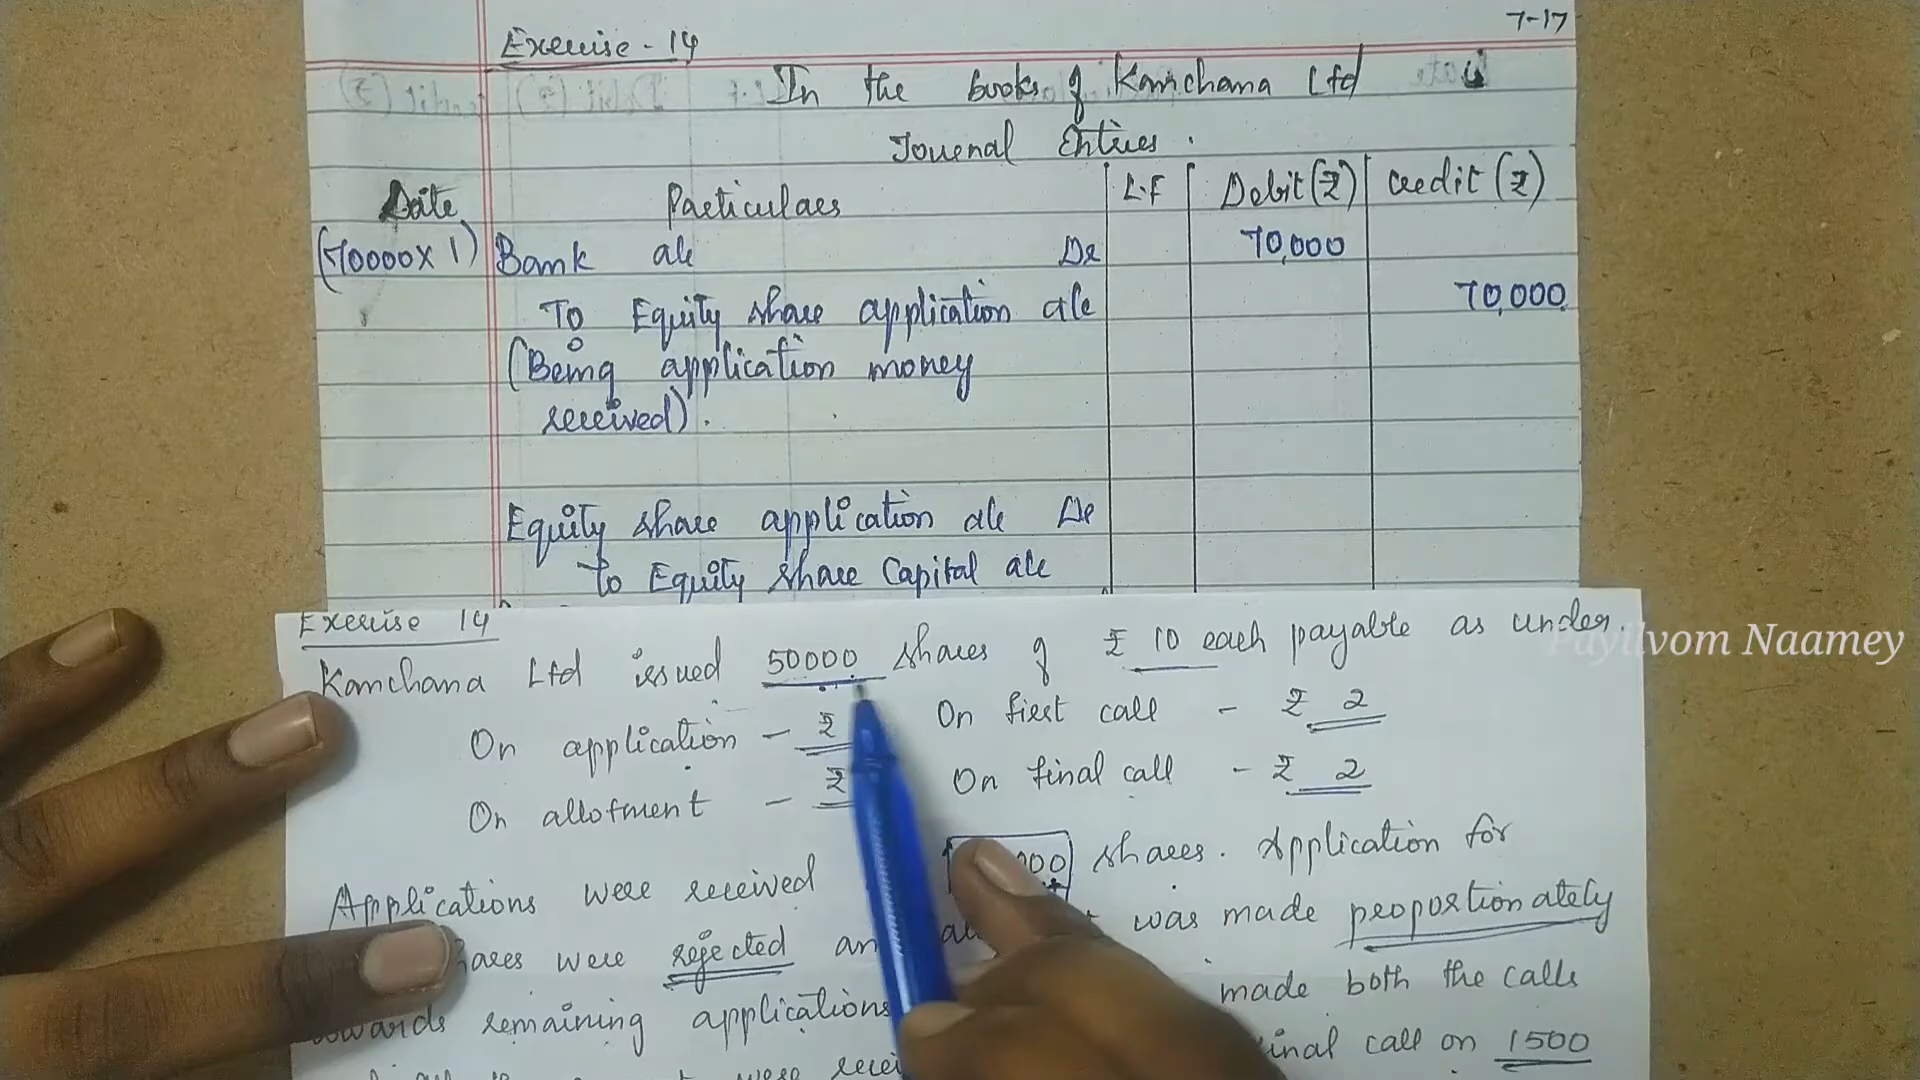 7-17
Exercise - 14
In the books of Kanchana Ltd
Journal Entries.
Date Particulars L.F Debit (₹) Credit (₹)
(70000 x 1) Bank a/c Dr 70,000
To Equity share application a/c 70,000
(Being application money
received).
Equity share application a/c Dr
to Equity share Capital a/c
Exercise 14
Kanchana Ltd issued 50000 shares of ₹ 10 each payable as under.
Payilvom Naamey
On application - ₹ On first call - ₹ 2
On allotment - ₹ On final call - ₹ 2
Applications were received shares. Application for
were rejected was made proportionately
remaining applications made both the calls
call on 1500
were